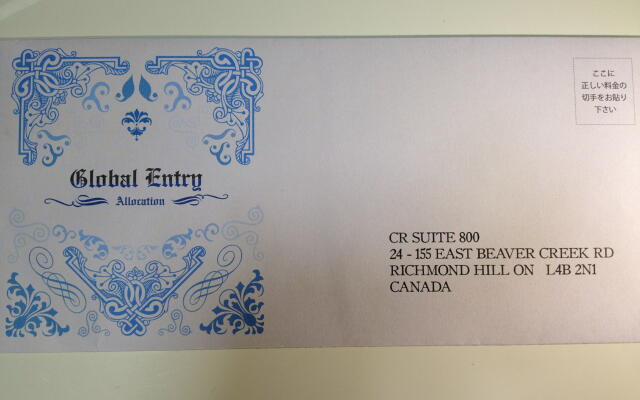 Global Entry
Allocation
ここに
正しい料金の
切手をお貼り
下さい
CR SUITE 800
24 - 155 EAST BEAVER CREEK RD
RICHMOND HILL ON L4B 2N1
CANADA